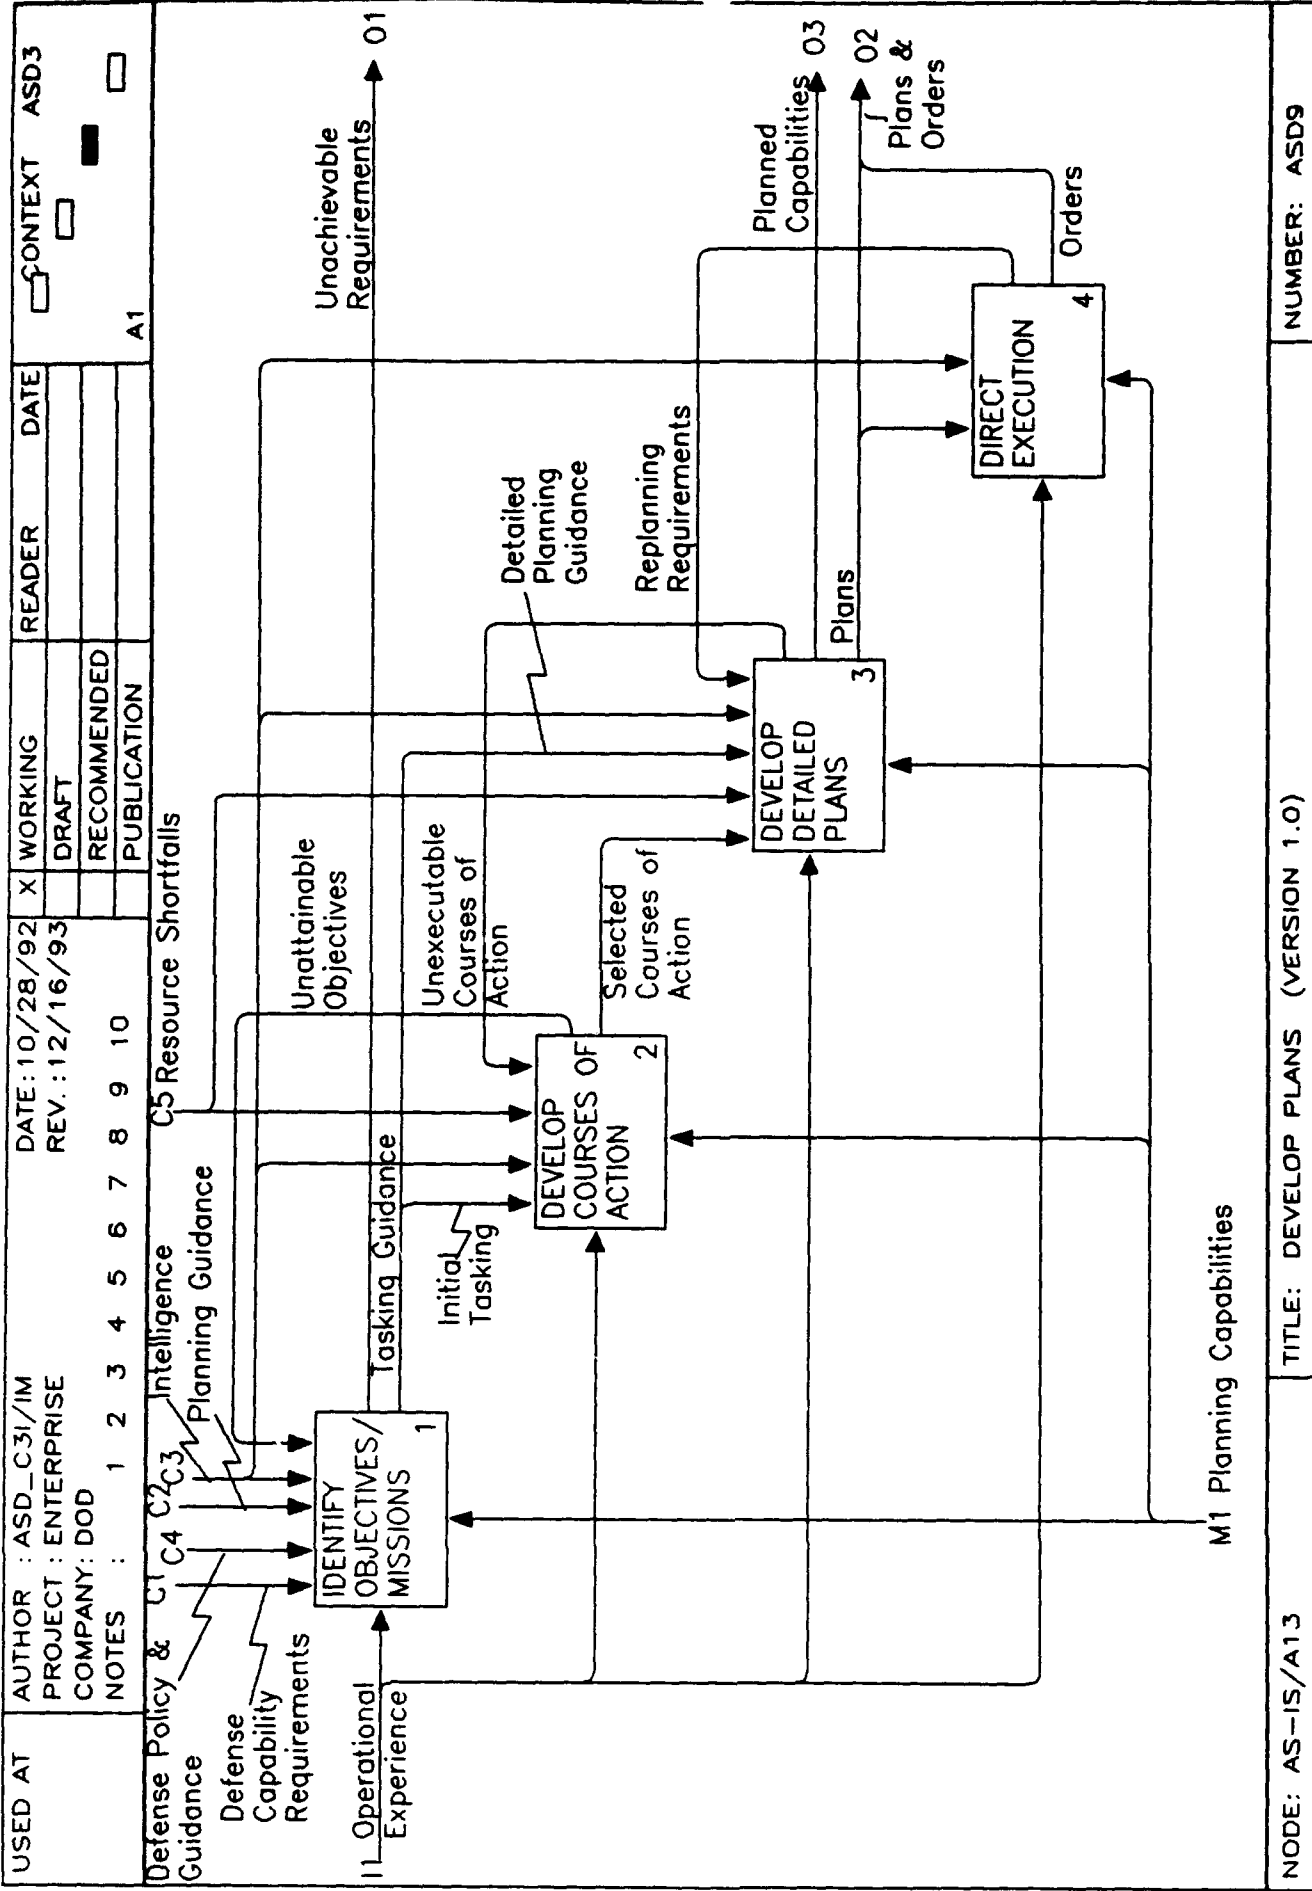 USED AT
AUTHOR : ASD_C3I/IM
PROJECT : ENTERPRISE
COMPANY: DOD
NOTES : 1 2 3 4 5 6 7 8 9 10
DATE: 10/28/92
REV.: 12/16/93
X WORKING
DRAFT
RECOMMENDED
PUBLICATION
READER DATE
CONTEXT ASD3
A1
Defense Policy &
Guidance
C1
C4
C2
C3
Intelligence
Planning Guidance
C5 Resource Shortfalls
Defense
Capability
Requirements
I1 Operational
Experience
IDENTIFY
OBJECTIVES/
MISSIONS
1
Unattainable
Objectives
Unachievable
Requirements
O1
Tasking Guidance
Initial
Tasking
Unexecutable
Courses of
Action
DEVELOP
COURSES OF
ACTION
2
Selected
Courses of
Action
Detailed
Planning
Guidance
Replanning
Requirements
DEVELOP
DETAILED
PLANS
3
Plans
Planned
Capabilities
O3
O2
Plans &
Orders
DIRECT
EXECUTION
4
Orders
M1 Planning Capabilities
NODE: AS-IS/A13
TITLE: DEVELOP PLANS (VERSION 1.0)
NUMBER: ASD9